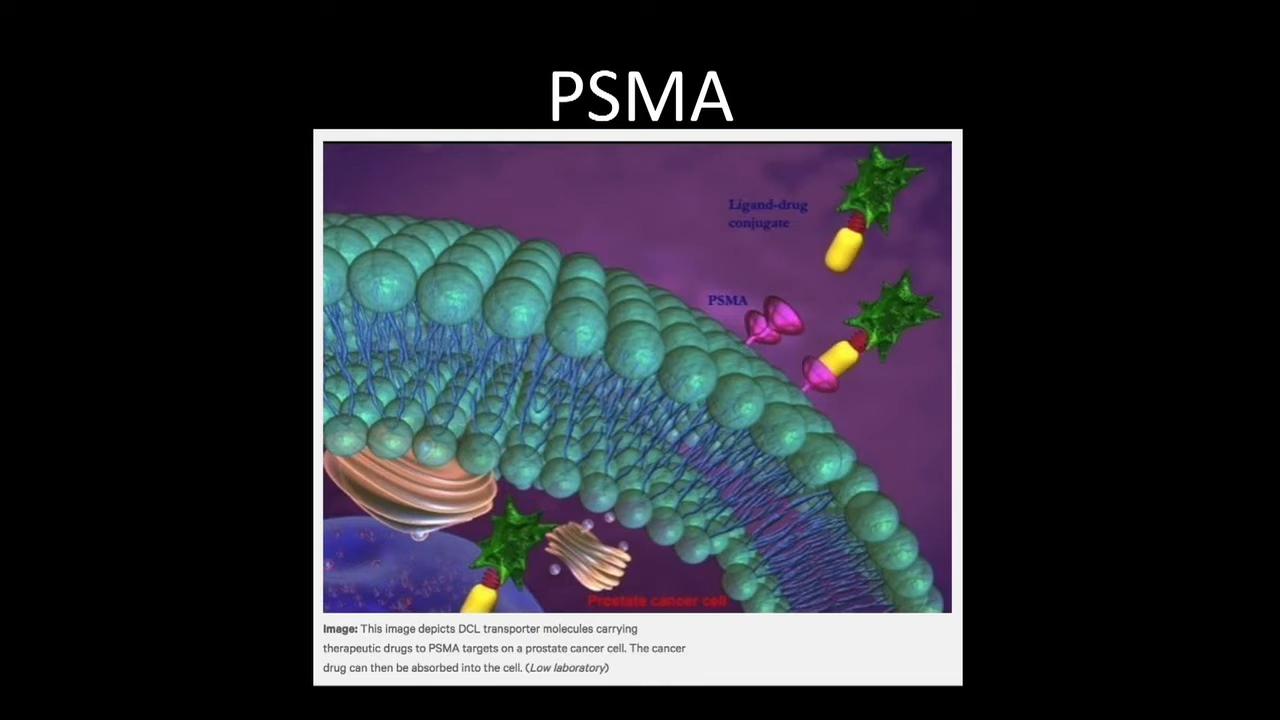 PSMA
Ligand-drug
conjugate
PSMA
Prostate cancer cell
Image: This image depicts DCL transporter molecules carrying
therapeutic drugs to PSMA targets on a prostate cancer cell. The cancer
drug can then be absorbed into the cell. (Low laboratory)